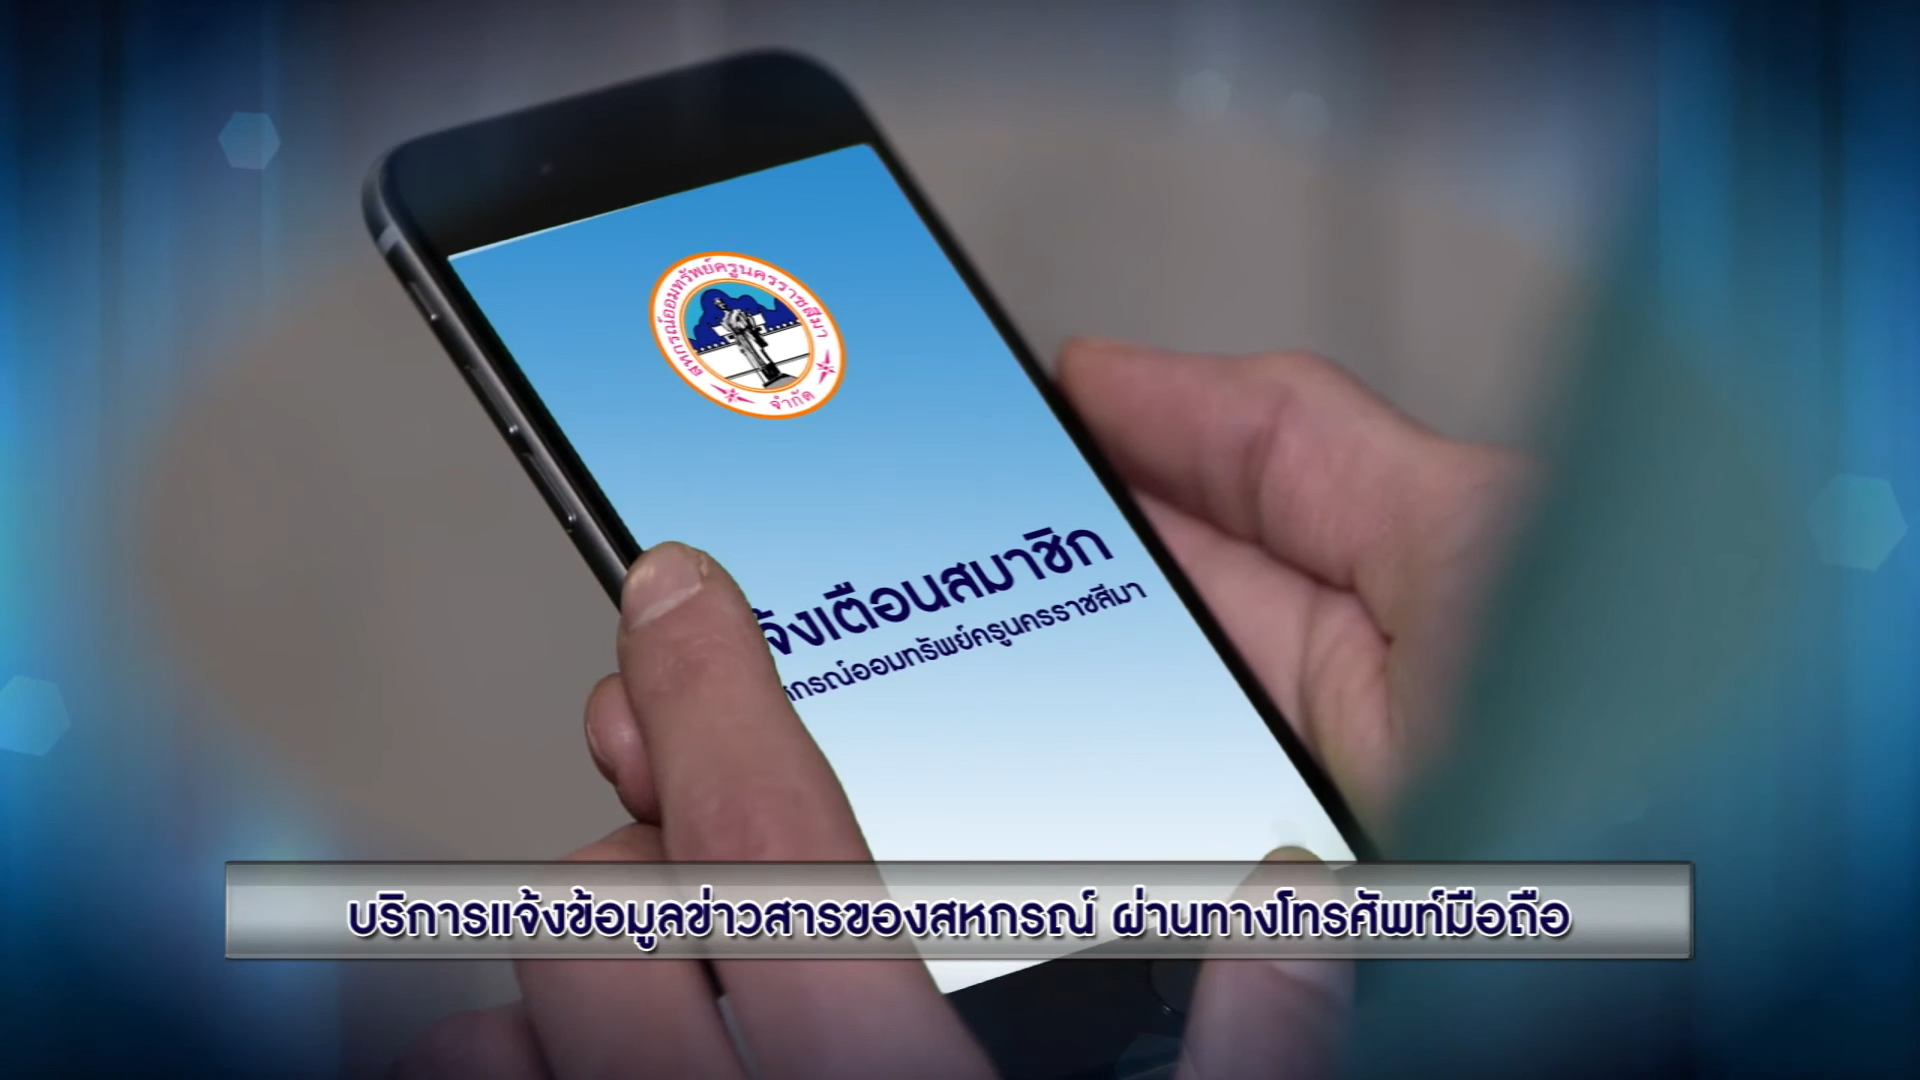 สหกรณ์ออมทรัพย์ครูนครราชสีมา
จำกัด
จ้งเตือนสมาชิก
หกรณ์ออมทรัพย์ครูนครราชสีมา
บริการแจ้งข้อมูลข่าวสารของสหกรณ์ ผ่านทางโทรศัพท์มือถือ